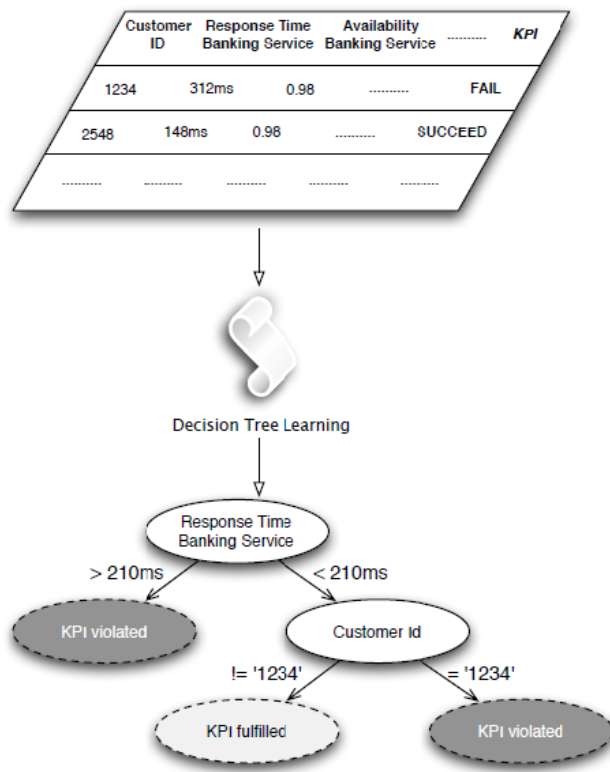 Customer ID Response Time Banking Service Availability Banking Service .......... KPI
1234 312ms 0.98 .......... FAIL
2548 148ms 0.98 .......... SUCCEED
.......... .......... .......... .......... ..........
Decision Tree Learning
Response Time
Banking Service
> 210ms < 210ms
KPI violated Customer Id
!= '1234' = '1234'
KPI fulfilled KPI violated